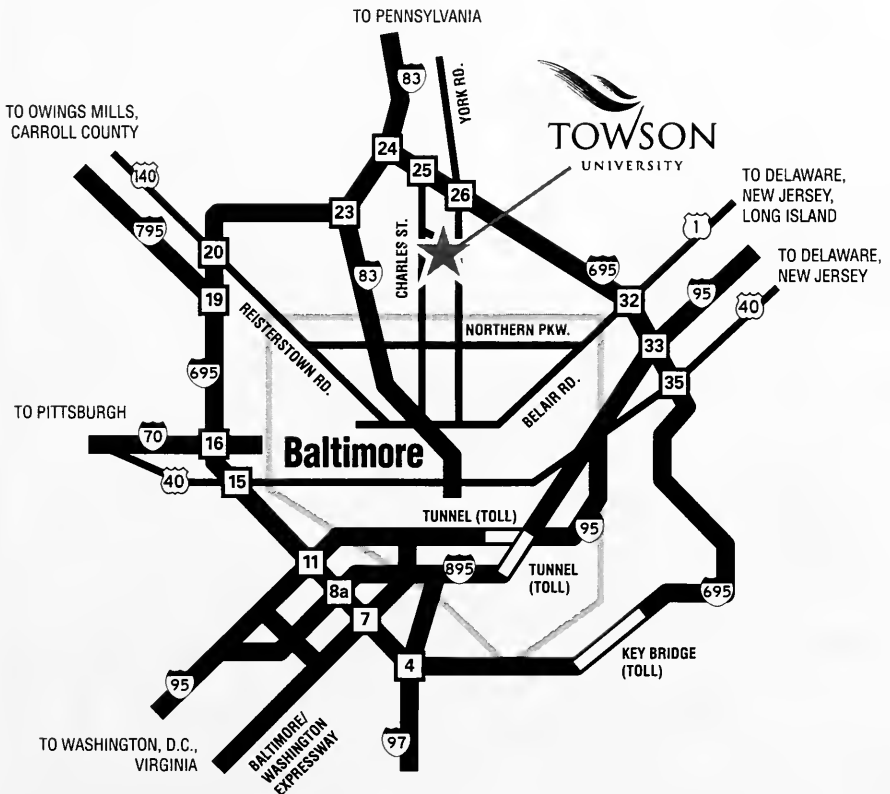 TO PENNSYLVANIA
83
YORK RD.
TOWSON
UNIVERSITY
TO OWINGS MILLS,
CARROLL COUNTY
140
795
24
25
26
23
20
19
TO DELAWARE,
NEW JERSEY,
LONG ISLAND
1
TO DELAWARE,
NEW JERSEY
95
40
695
32
33
35
83
CHARLES ST.
REISTERSTOWN RD.
NORTHERN PKW.
BELAIR RD.
695
TO PITTSBURGH
70
16
40
15
Baltimore
TUNNEL (TOLL)
95
11
895
TUNNEL
(TOLL)
8a
7
695
4
KEY BRIDGE
(TOLL)
95
97
TO WASHINGTON, D.C.,
VIRGINIA
BALTIMORE/
WASHINGTON
EXPRESSWAY